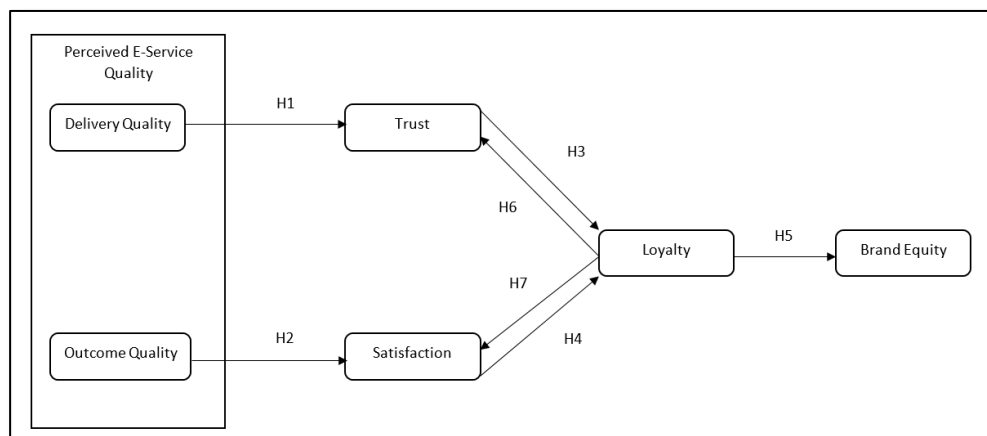 Perceived E-Service
Quality
Delivery Quality
H1
Trust
H3
H6
Loyalty
H5
Brand Equity
H7
Outcome Quality
H2
Satisfaction
H4